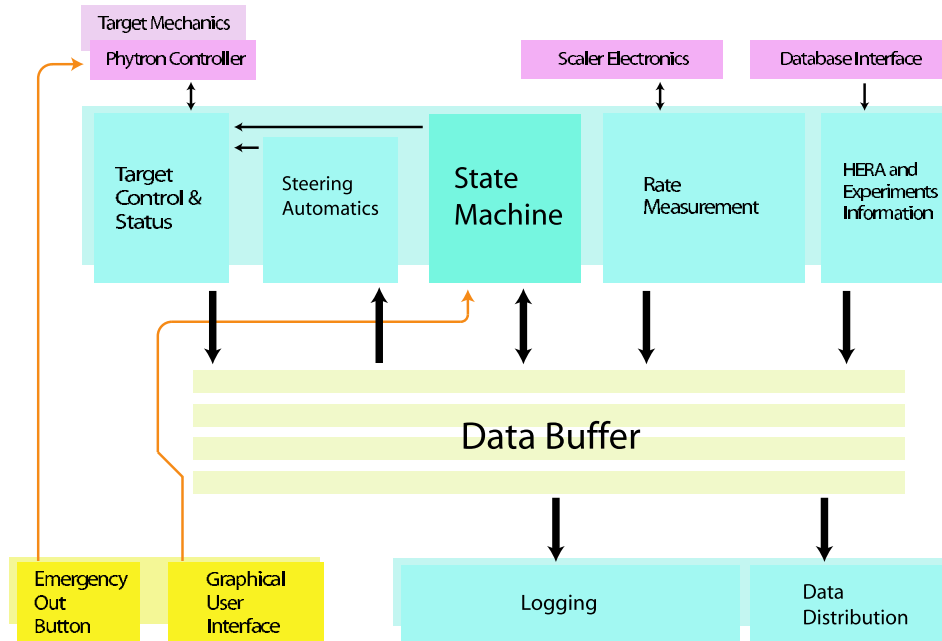 Target Mechanics
Phytron Controller
Scaler Electronics
Database Interface
Target
Control &
Status
Steering
Automatics
State
Machine
Rate
Measurement
HERA and
Experiments
Information
Data Buffer
Emergency
Out
Button
Graphical
User
Interface
Logging
Data
Distribution